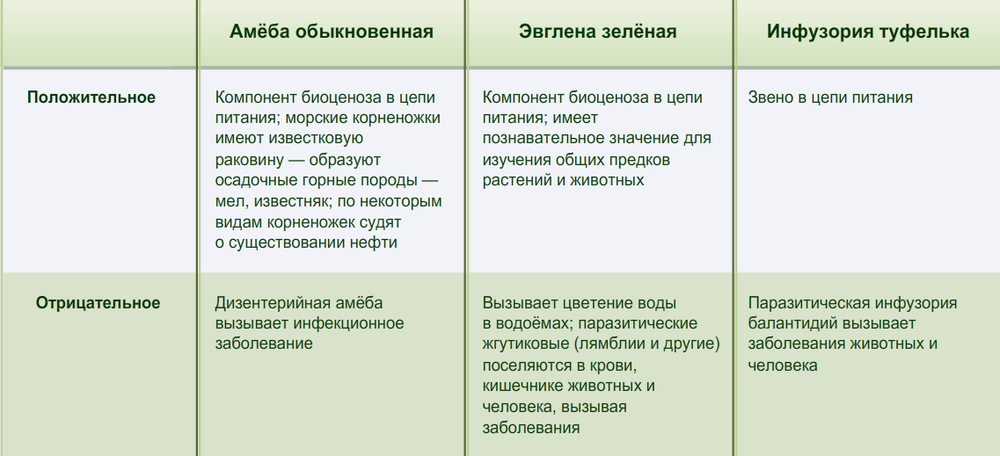 Амёба обыкновенная
Эвглена зелёная
Инфузория туфелька
Положительное
Компонент биоценоза в цепи
питания; морские корненожки
имеют известковую
раковину — образуют
осадочные горные породы —
мел, известняк; по некоторым
видам корненожек судят
о существовании нефти
Компонент биоценоза в цепи
питания; имеет
познавательное значение для
изучения общих предков
растений и животных
Звено в цепи питания
Отрицательное
Дизентерийная амёба
вызывает инфекционное
заболевание
Вызывает цветение воды
в водоёмах; паразитические
жгутиковые (лямблии и другие)
поселяются в крови,
кишечнике животных и
человека, вызывая
заболевания
Паразитическая инфузория
балантидий вызывает
заболевания животных и
человека